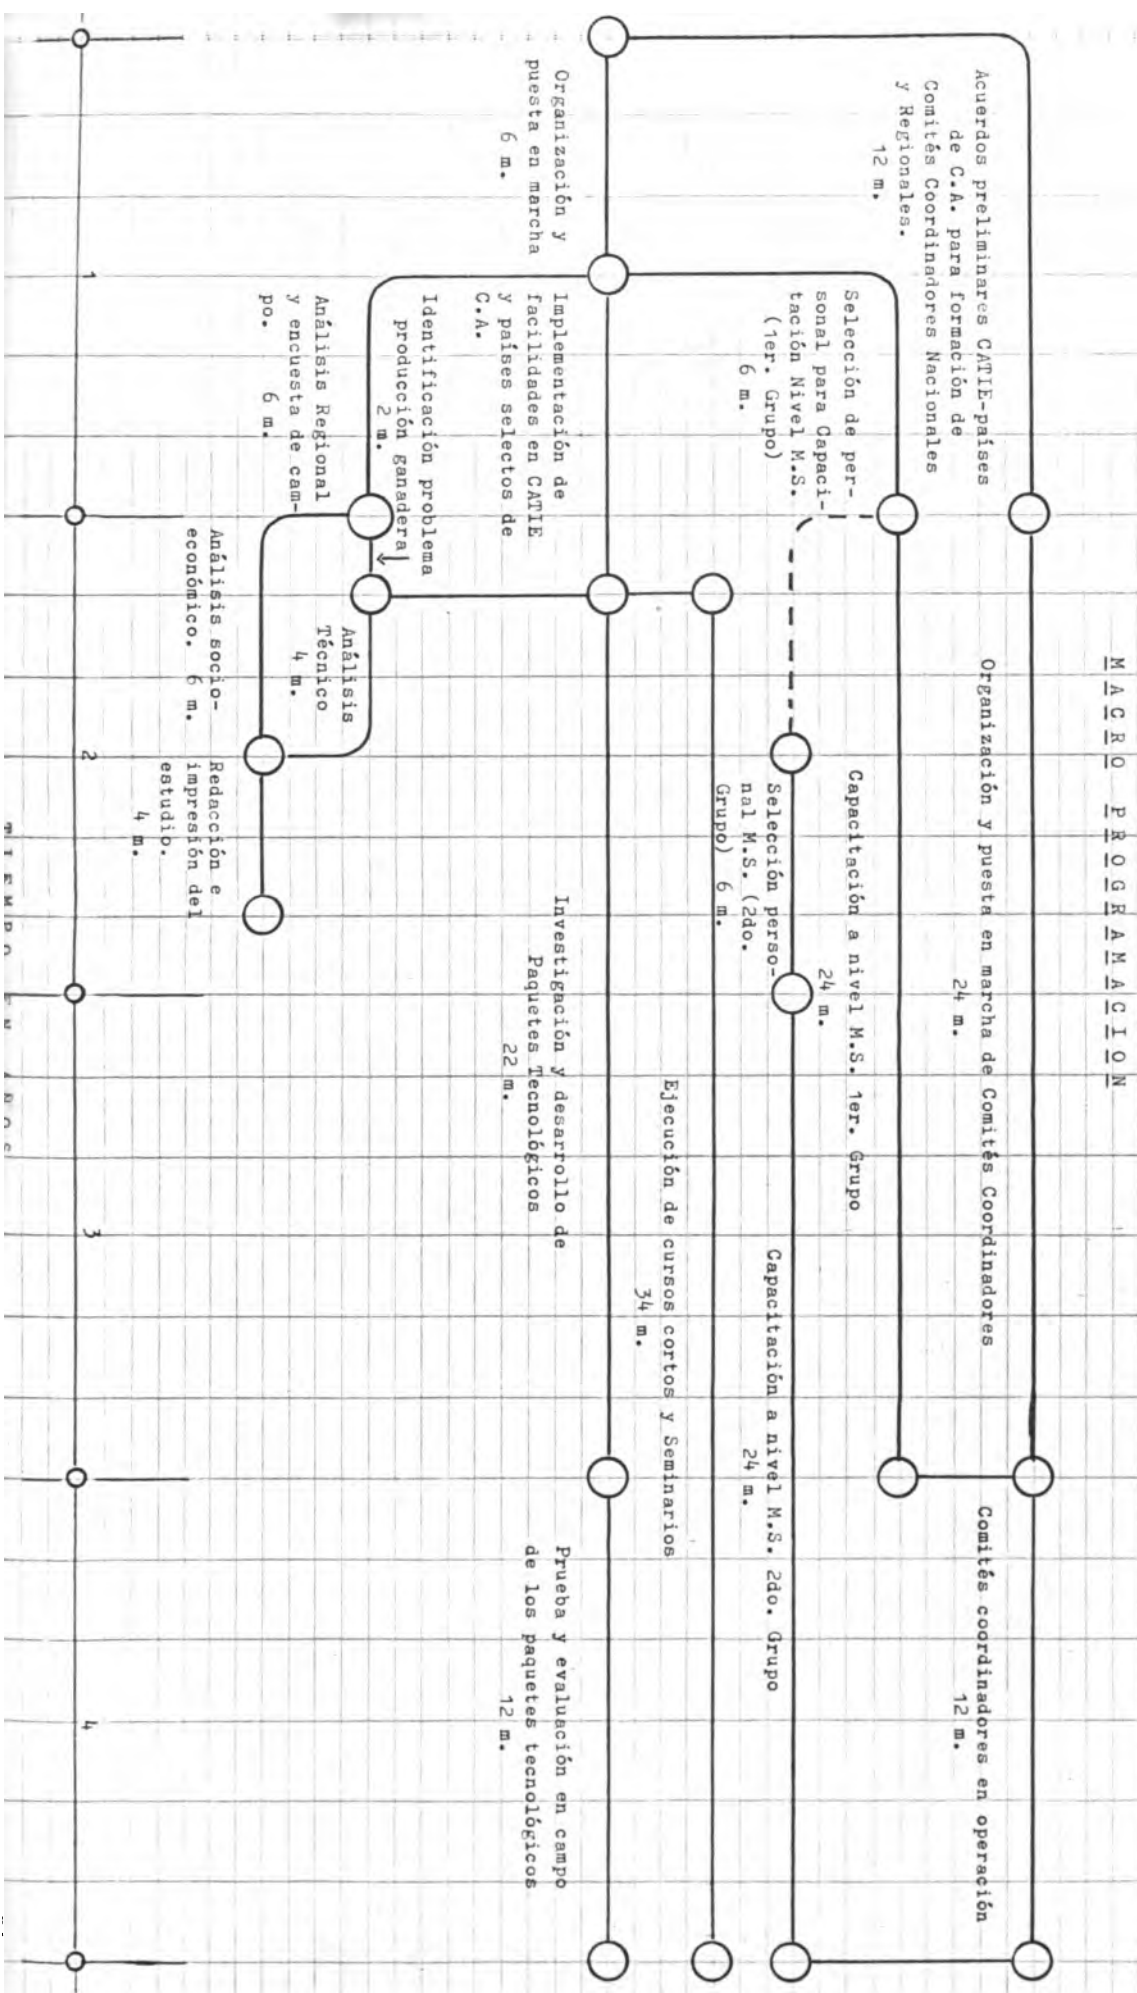 M A C R O   P R O G R A M A C I O N
Acuerdos preliminares CATIE-países
de C.A. para formación de
Comités Coordinadores Nacionales
y Regionales.
12 m.
Organización y puesta en marcha de Comités Coordinadores
24 m.
Comités coordinadores en operación
12 m.
Selección de per-
sonal para Capaci-
tación Nivel M.S.
(1er. Grupo)
6 m.
Capacitación a nivel M.S. 1er. Grupo
24 m.
Selección perso-
nal M.S. (2do.
Grupo) 6 m.
Capacitación a nivel M.S. 2do. Grupo
24 m.
Ejecución de cursos cortos y Seminarios
34 m.
Organización y
puesta en marcha
6 m.
Implementación de
facilidades en CATIE
y países selectos de
C.A.
Investigación y desarrollo de
Paquetes Tecnológicos
22 m.
Prueba y evaluación en campo
de los paquetes tecnológicos
12 m.
Identificación problema
producción ganadera
2 m.
Análisis
Técnico
4 m.
Análisis Regional
y encuesta de cam-
po. 6 m.
Análisis socio-
económico. 6 m.
Redacción e
impresión del
estudio.
4 m.
1 2 3 4